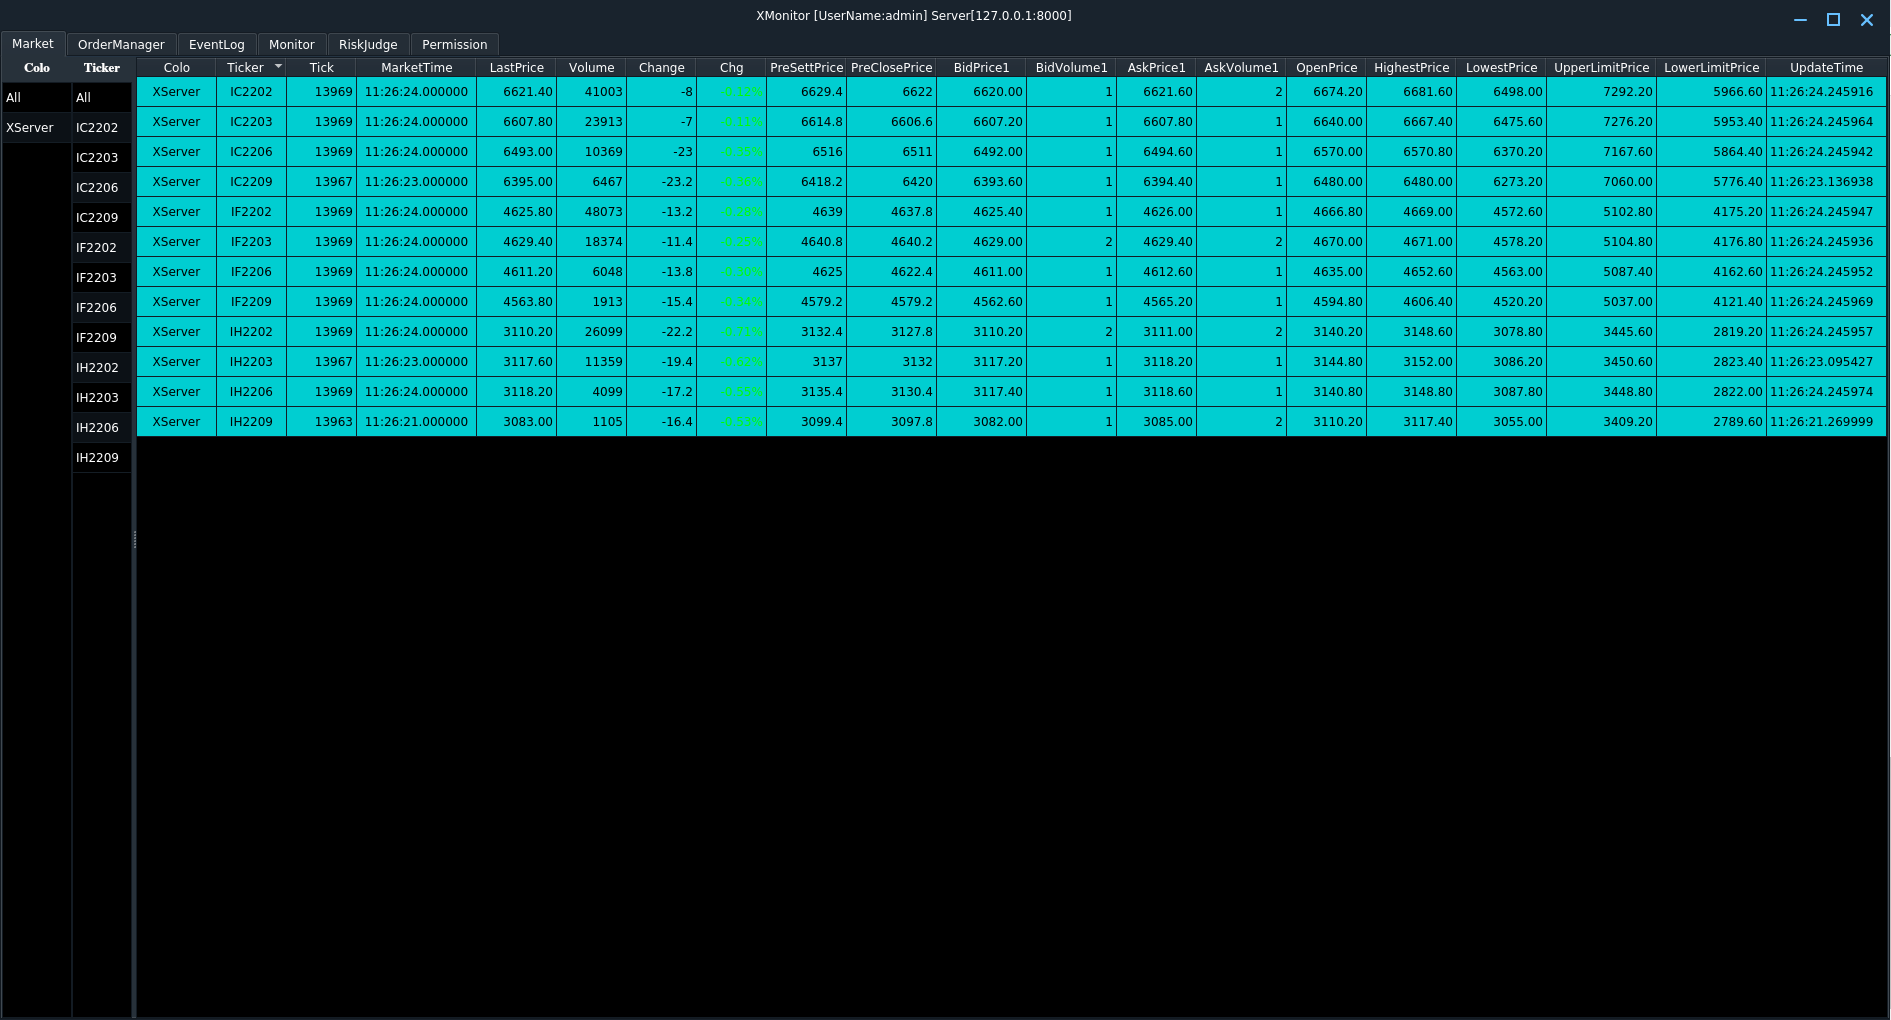 XMonitor [UserName:admin] Server[127.0.0.1:8000]
Market OrderManager EventLog Monitor RiskJudge Permission
Colo Ticker Colo Ticker Tick MarketTime LastPrice Volume Change Chg PreSettPrice PreClosePrice BidPrice1 BidVolume1 AskPrice1 AskVolume1 OpenPrice HighestPrice LowestPrice UpperLimitPrice LowerLimitPrice UpdateTime
All All
XServer IC2202
IC2203
IC2206
IC2209
IF2202
IF2203
IF2206
IF2209
IH2202
IH2203
IH2206
IH2209
XServer IC2202 13969 11:26:24.000000 6621.40 41003 -8 6629.4 6622 6620.00 1 6621.60 2 6674.20 6681.60 6498.00 7292.20 5966.60 11:26:24.245916
XServer IC2203 13969 11:26:24.000000 6607.80 23913 -7 6614.8 6606.6 6607.20 1 6607.80 1 6640.00 6667.40 6475.60 7276.20 5953.40 11:26:24.245964
XServer IC2206 13969 11:26:24.000000 6493.00 10369 -23 6516 6511 6492.00 1 6494.60 1 6570.00 6570.80 6370.20 7167.60 5864.40 11:26:24.245942
XServer IC2209 13967 11:26:23.000000 6395.00 6467 -23.2 6418.2 6420 6393.60 1 6394.40 1 6480.00 6480.00 6273.20 7060.00 5776.40 11:26:23.136938
XServer IF2202 13969 11:26:24.000000 4625.80 48073 -13.2 4639 4637.8 4625.40 1 4626.00 1 4666.80 4669.00 4572.60 5102.80 4175.20 11:26:24.245947
XServer IF2203 13969 11:26:24.000000 4629.40 18374 -11.4 4640.8 4640.2 4629.00 2 4629.40 2 4670.00 4671.00 4578.20 5104.80 4176.80 11:26:24.245936
XServer IF2206 13969 11:26:24.000000 4611.20 6048 -13.8 4625 4622.4 4611.00 1 4612.60 1 4635.00 4652.60 4563.00 5087.40 4162.60 11:26:24.245952
XServer IF2209 13969 11:26:24.000000 4563.80 1913 -15.4 4579.2 4579.2 4562.60 1 4565.20 1 4594.80 4606.40 4520.20 5037.00 4121.40 11:26:24.245969
XServer IH2202 13969 11:26:24.000000 3110.20 26099 -22.2 3132.4 3127.8 3110.20 2 3111.00 2 3140.20 3148.60 3078.80 3445.60 2819.20 11:26:24.245957
XServer IH2203 13967 11:26:23.000000 3117.60 11359 -19.4 3137 3132 3117.20 1 3118.20 1 3144.80 3152.00 3086.20 3450.60 2823.40 11:26:23.095427
XServer IH2206 13969 11:26:24.000000 3118.20 4099 -17.2 3135.4 3130.4 3117.40 1 3118.60 1 3140.80 3148.80 3087.80 3448.80 2822.00 11:26:24.245974
XServer IH2209 13963 11:26:21.000000 3083.00 1105 -16.4 3099.4 3097.8 3082.00 1 3085.00 2 3110.20 3117.40 3055.00 3409.20 2789.60 11:26:21.269999